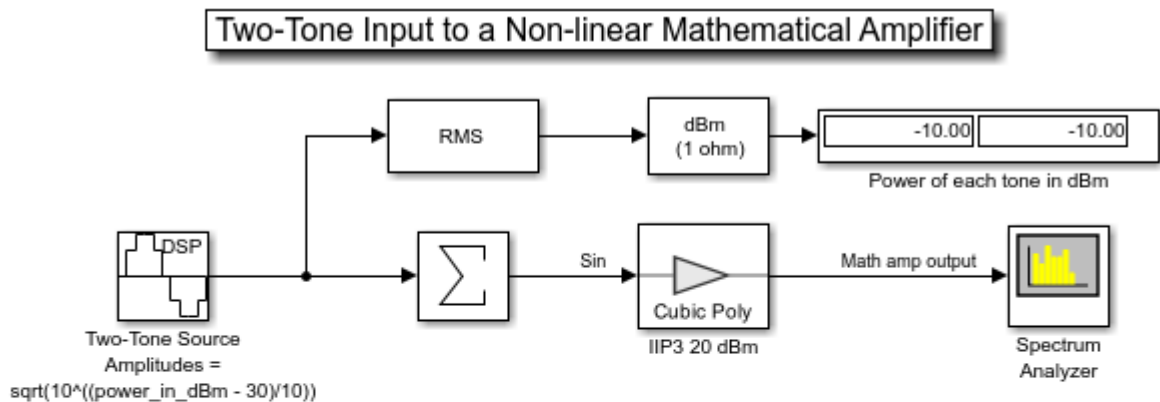 Two-Tone Input to a Non-linear Mathematical Amplifier
RMS
dBm
(1 ohm)
-10.00
-10.00
Power of each tone in dBm
DSP
Two-Tone Source
Amplitudes =
sqrt(10^((power_in_dBm - 30)/10))
Sin
Cubic Poly
IIP3 20 dBm
Math amp output
Spectrum
Analyzer